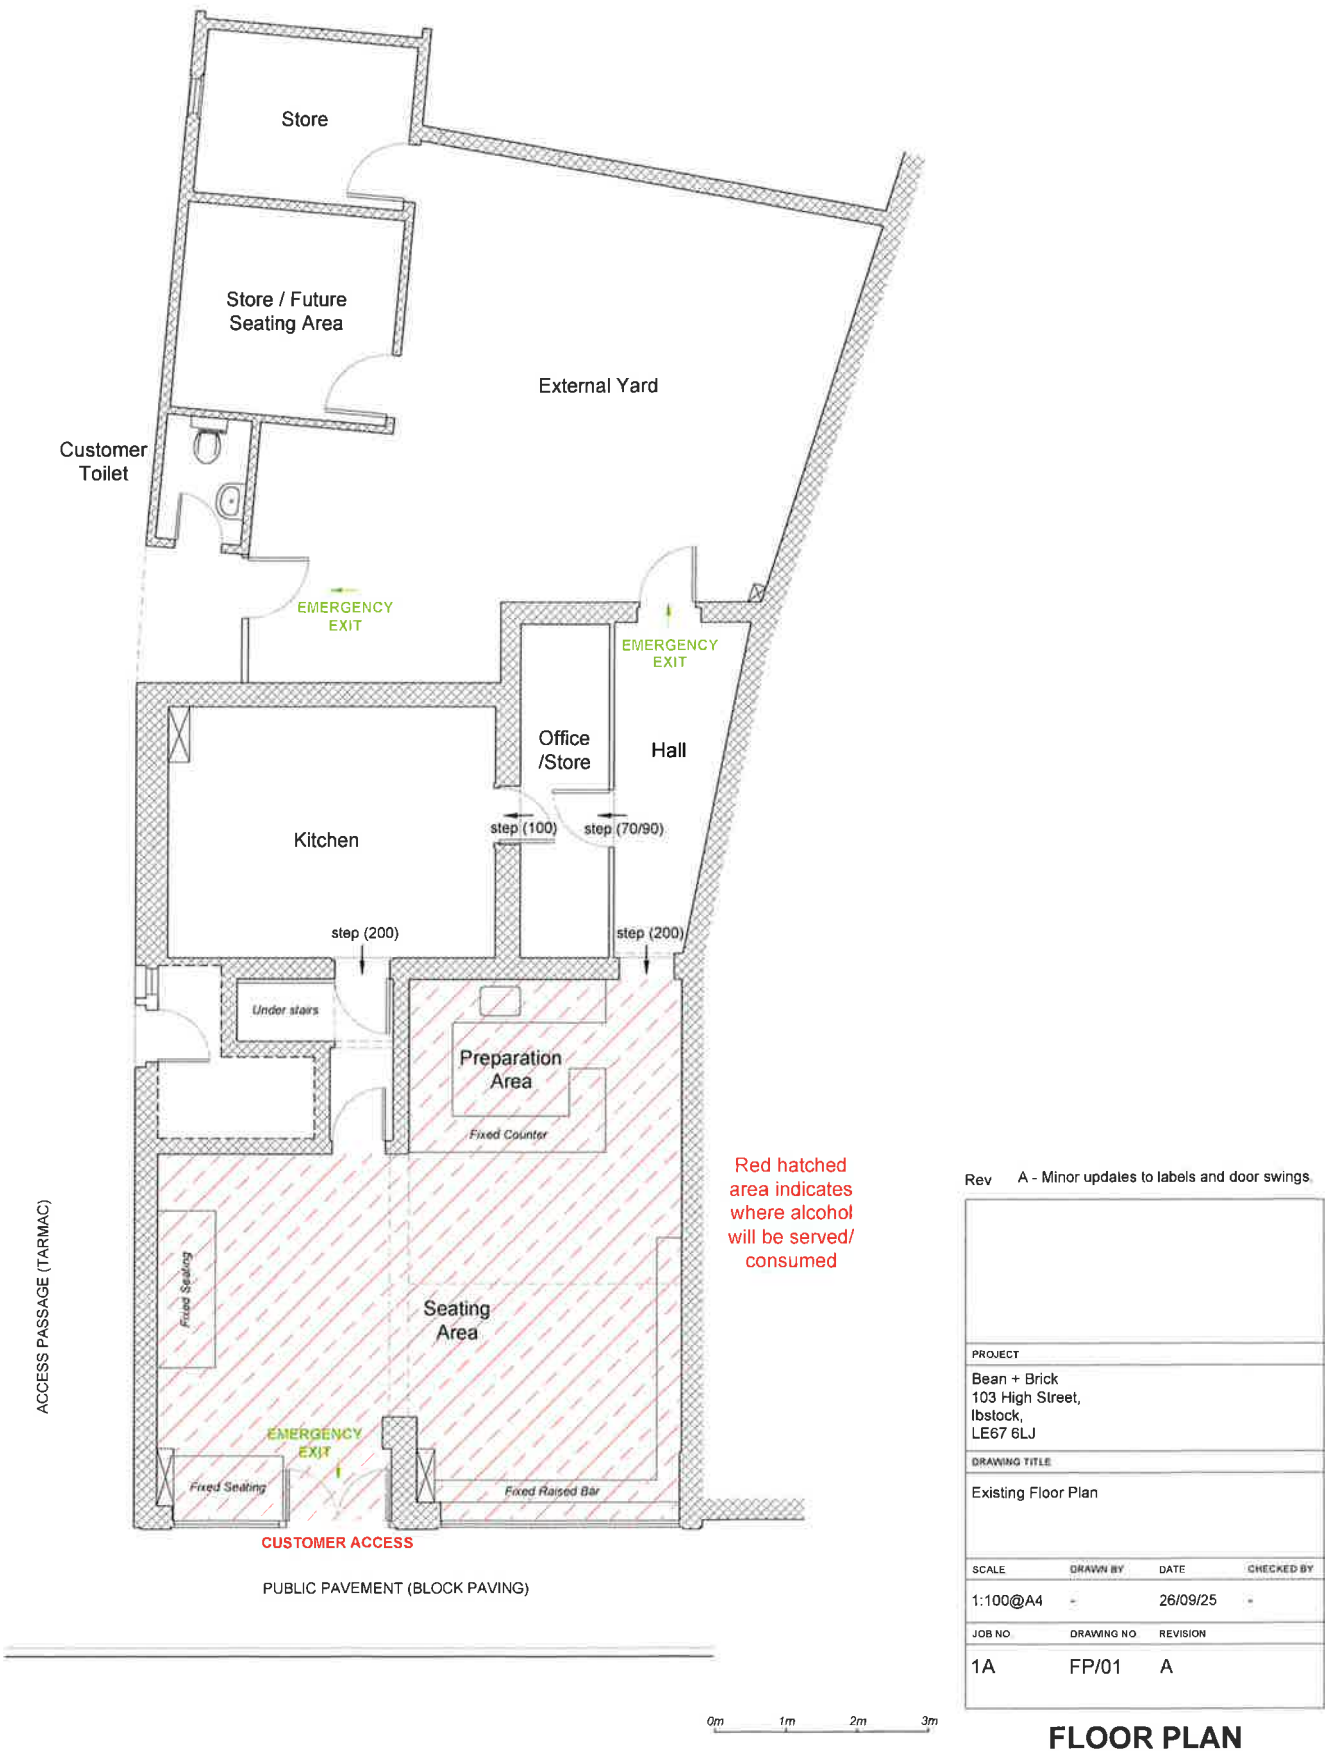 Store
Store / Future
Seating Area
External Yard
Customer
Toilet
EMERGENCY
EXIT
EMERGENCY
EXIT
Office
/Store
Hall
step (100)
step (70/90)
Kitchen
step (200)
step (200)
Under stairs
Preparation
Area
Fixed Counter
Red hatched
area indicates
where alcohol
will be served/
consumed
ACCESS PASSAGE (TARMAC)
Fixed Seating
Seating
Area
EMERGENCY
EXIT
Fixed Seating
Fixed Raised Bar
CUSTOMER ACCESS
PUBLIC PAVEMENT (BLOCK PAVING)
Rev A - Minor updates to labels and door swings
PROJECT
Bean + Brick
103 High Street,
Ibstock,
LE67 6LJ
DRAWING TITLE
Existing Floor Plan
SCALE DRAWN BY DATE CHECKED BY
1:100@A4 - 26/09/25 -
JOB NO DRAWING NO REVISION
1A FP/01 A
0m 1m 2m 3m
FLOOR PLAN